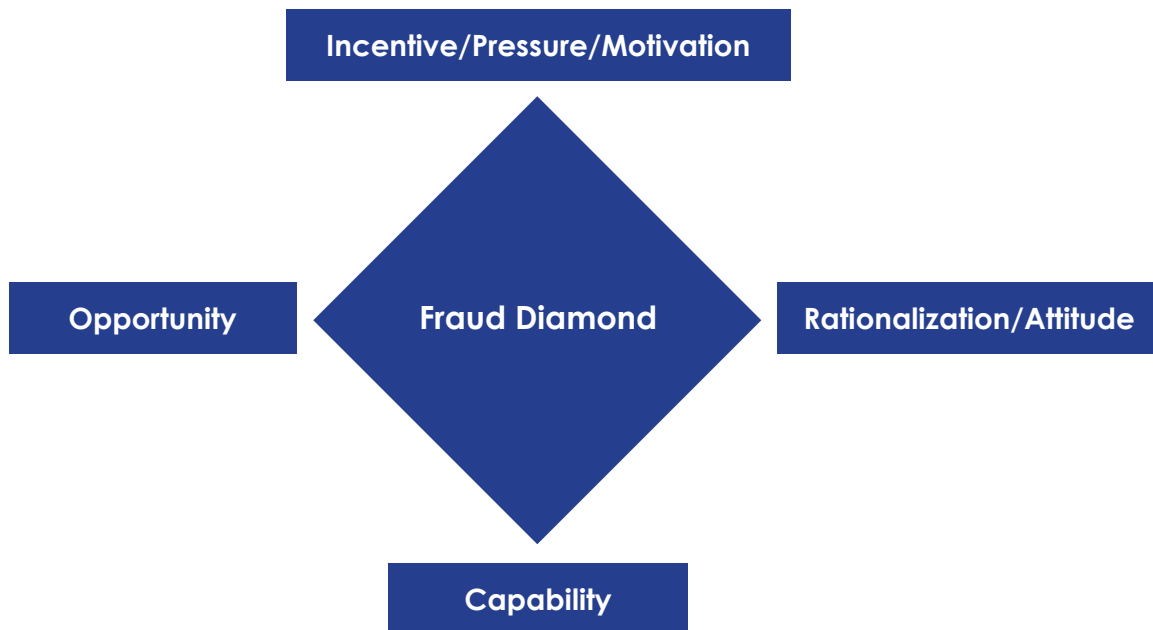 Incentive/Pressure/Motivation
Opportunity
Fraud Diamond
Rationalization/Attitude
Capability